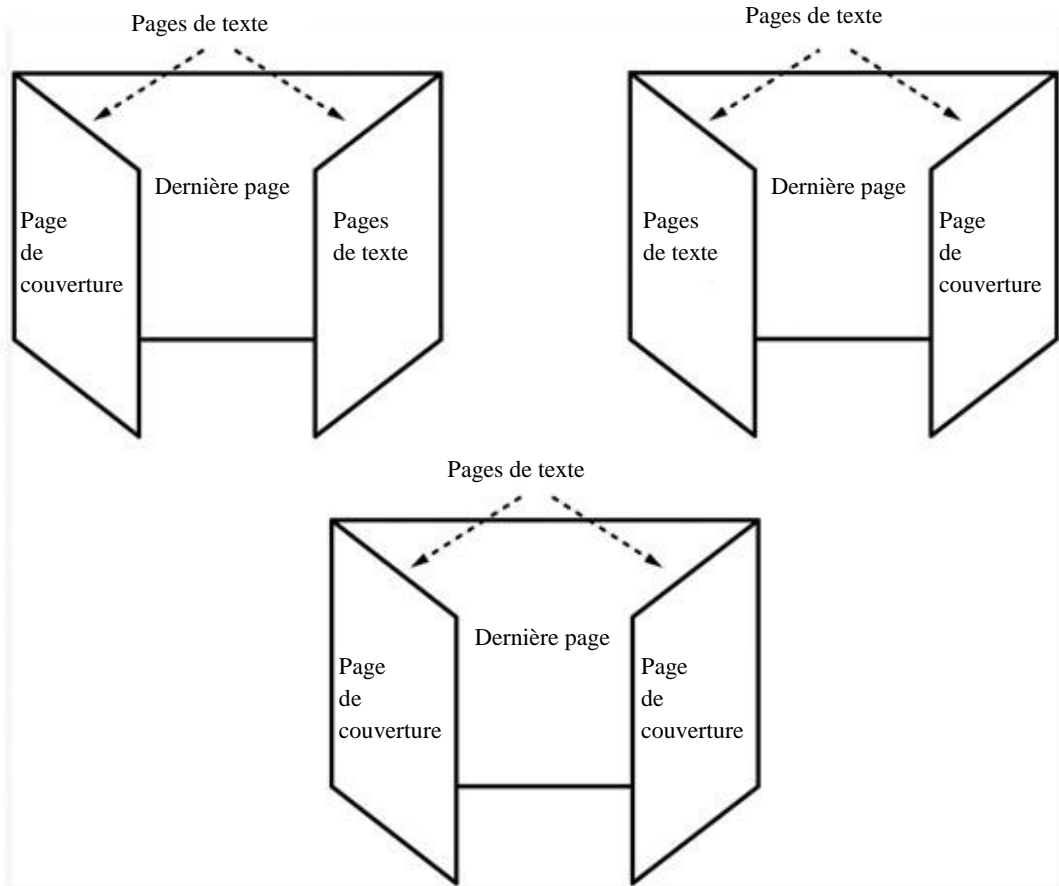 Pages de texte
Dernière page
Page
de
couverture
Pages
de texte
Pages de texte
Dernière page
Pages
de texte
Page
de
couverture
Pages de texte
Dernière page
Page
de
couverture
Page
de
couverture